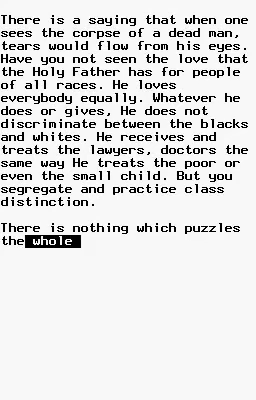 There is a saying that when one
sees the corpse of a dead man,
tears would flow from his eyes.
Have you not seen the love that
the Holy Father has for people
of all races. He loves
everybody equally. Whatever he
does or gives, He does not
discriminate between the blacks
and whites. He receives and
treats the lawyers, doctors the
same way He treats the poor or
even the small child. But you
segregate and practice class
distinction.

There is nothing which puzzles
the whole